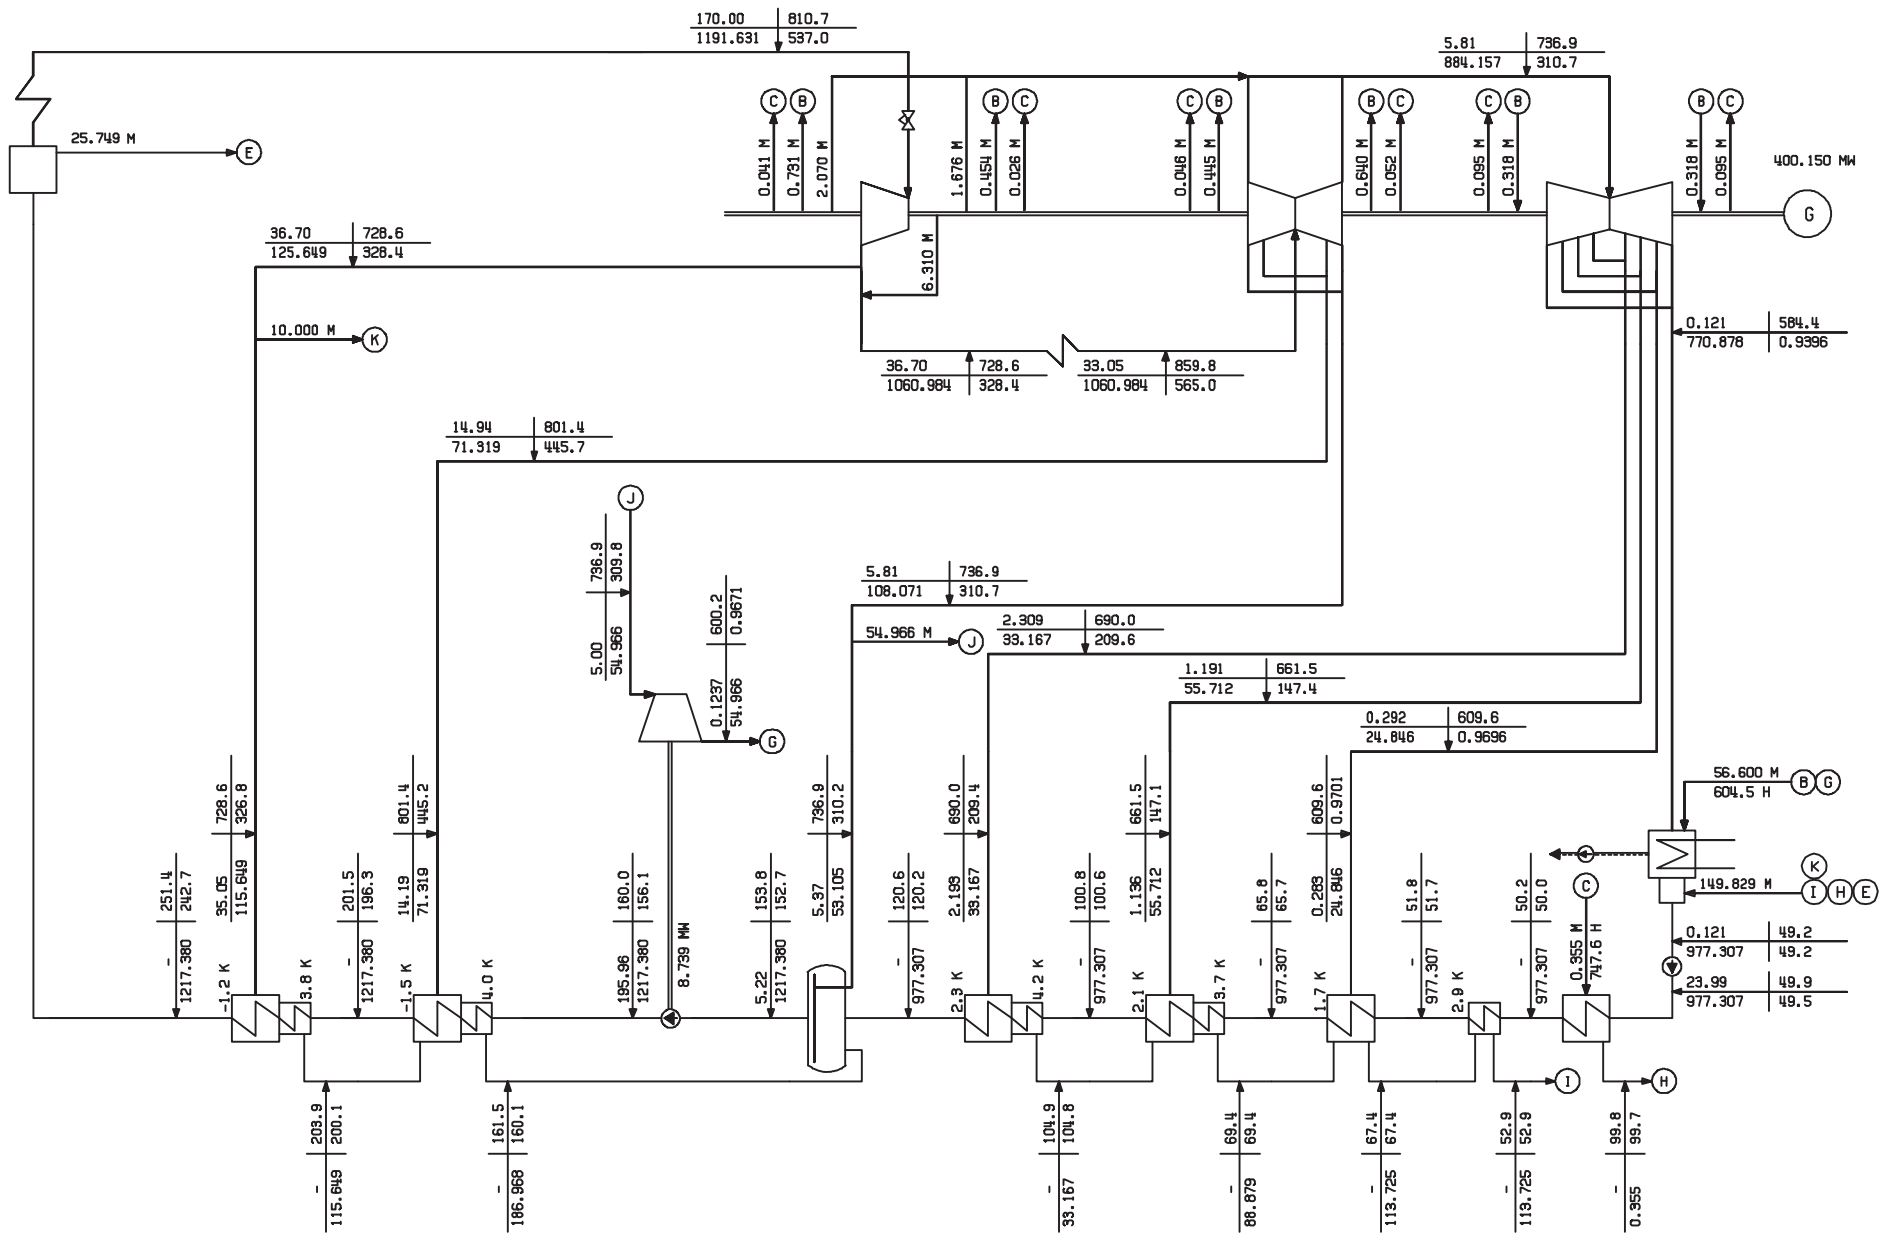 170.00 810.7
1191.631 537.0
5.81 736.9
884.157 310.7
C B B C C B B C C B B C
25.749 M E
0.041 M
0.731 M
2.070 M
1.676 M
0.454 M
0.026 M
0.046 M
0.445 M
0.640 M
0.052 M
0.095 M
0.318 M
0.318 M
0.095 M
400.150 MW
G
36.70 728.6
125.649 328.4
6.310 M
10.000 M K
0.121 584.4
770.878 0.9396
36.70 728.6
1060.984 328.4
33.05 859.8
1060.984 565.0
14.94 801.4
71.319 445.7
J
736.9
309.8
5.00
54.966
600.2
0.9671
0.1237
54.966
G
5.81 736.9
108.071 310.7
54.966 M J
2.309 690.0
33.167 209.6
1.191 661.5
55.712 147.4
0.292 609.6
24.846 0.9696
56.600 M B G
604.5 H
K
149.829 M I H E
C
0.355 M
747.6 H
0.121 49.2
977.307 49.2
23.99 49.9
977.307 49.5
251.4
242.7
-
1217.380
728.6
326.8
35.05
115.649
-1.2 K
3.8 K
201.5
196.3
-
1217.380
801.4
445.2
14.19
71.319
-1.5 K
4.0 K
160.0
156.1
195.96
1217.380
8.739 MW
153.8
152.7
5.22
1217.380
736.9
310.2
5.37
53.105
120.6
120.2
-
977.307
690.0
209.4
2.193
33.167
2.3 K
4.2 K
100.8
100.6
-
977.307
661.5
147.1
1.136
55.712
2.1 K
3.7 K
65.8
65.7
-
977.307
609.6
0.9701
0.283
24.846
1.7 K
51.8
51.7
-
977.307
2.9 K
50.2
50.0
-
977.307
I
H
203.9
200.1
-
115.649
161.5
160.1
-
186.968
104.9
104.8
-
33.167
69.4
69.4
-
88.879
67.4
67.4
-
113.725
52.9
52.9
-
113.725
99.8
99.7
-
0.355